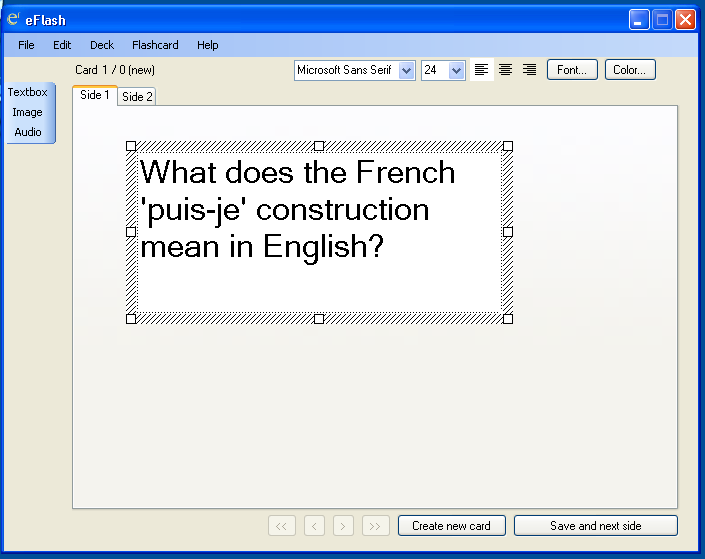 eFlash
File Edit Deck Flashcard Help
Card 1 / 0 (new)
Microsoft Sans Serif 24 Font... Color...
Textbox
Image
Audio
Side 1 Side 2
What does the French
'puis-je' construction
mean in English?
<< < > >> Create new card Save and next side